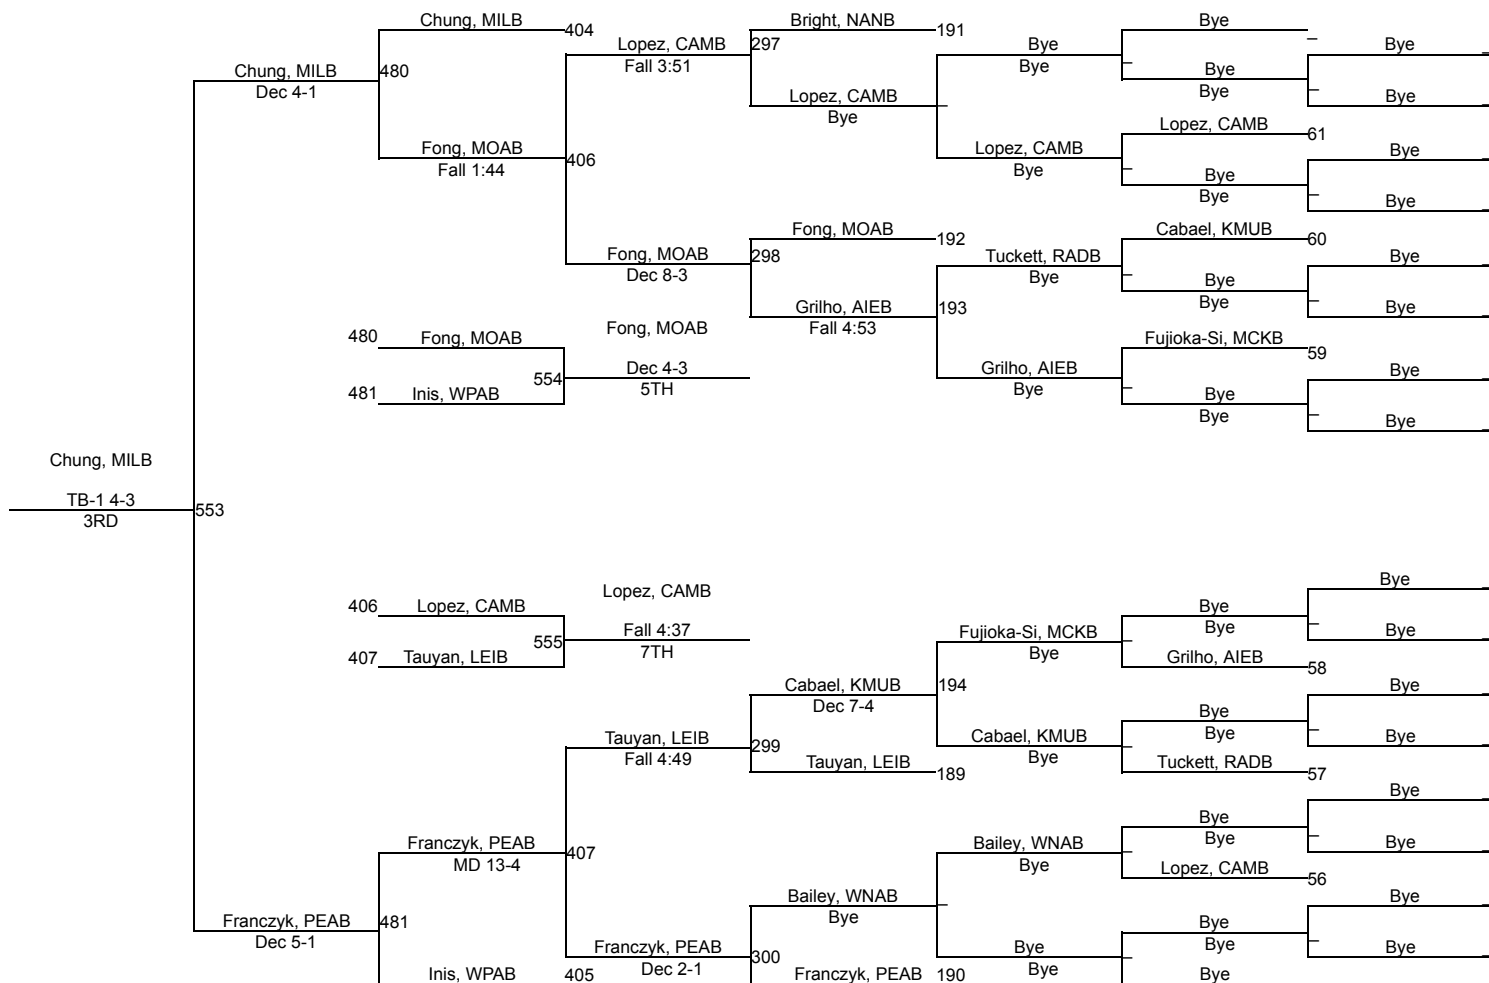 Chung, MILB 404 Bright, NANB 191 Bye
Lopez, CAMB 297 Bye Bye
Fall 3:51 Bye
Chung, MILB 480 Bye
Dec 4-1 Lopez, CAMB Bye Bye
Bye
Lopez, CAMB 61
Fong, MOAB 406 Lopez, CAMB Bye
Fall 1:44 Bye Bye
Bye Bye
Fong, MOAB 192 Cabael, KMUB 60
Fong, MOAB 298 Tuckett, RADB Bye
Dec 8-3 Bye Bye
Grilho, AIEB 193 Bye Bye
Fall 4:53
480 Fong, MOAB Fong, MOAB Fujioka-Si, MCKB 59
554 Dec 4-3 Grilho, AIEB Bye
5TH Bye
481 Inis, WPAB Bye
Bye Bye
Chung, MILB
TB-1 4-3 553
3RD
Bye
406 Lopez, CAMB Lopez, CAMB Bye
Bye
555 Fall 4:37 Fujioka-Si, MCKB Bye
7TH Bye
407 Tauyan, LEIB Grilho, AIEB 58
Cabael, KMUB 194 Bye
Dec 7-4 Bye
Tauyan, LEIB 299 Cabael, KMUB Bye Bye
Fall 4:49 Bye
Tauyan, LEIB 189 Tuckett, RADB 57
Bye
Bye
Franczyk, PEAB 407 Bailey, WNAB Bye Bye
MD 13-4 Bye
Lopez, CAMB 56
Bailey, WNAB Bye
Bye
Franczyk, PEAB 481 Bye
Dec 5-1 Franczyk, PEAB 300 Bye Bye Bye
Dec 2-1 Bye
Inis, WPAB 405 Franczyk, PEAB 190 Bye